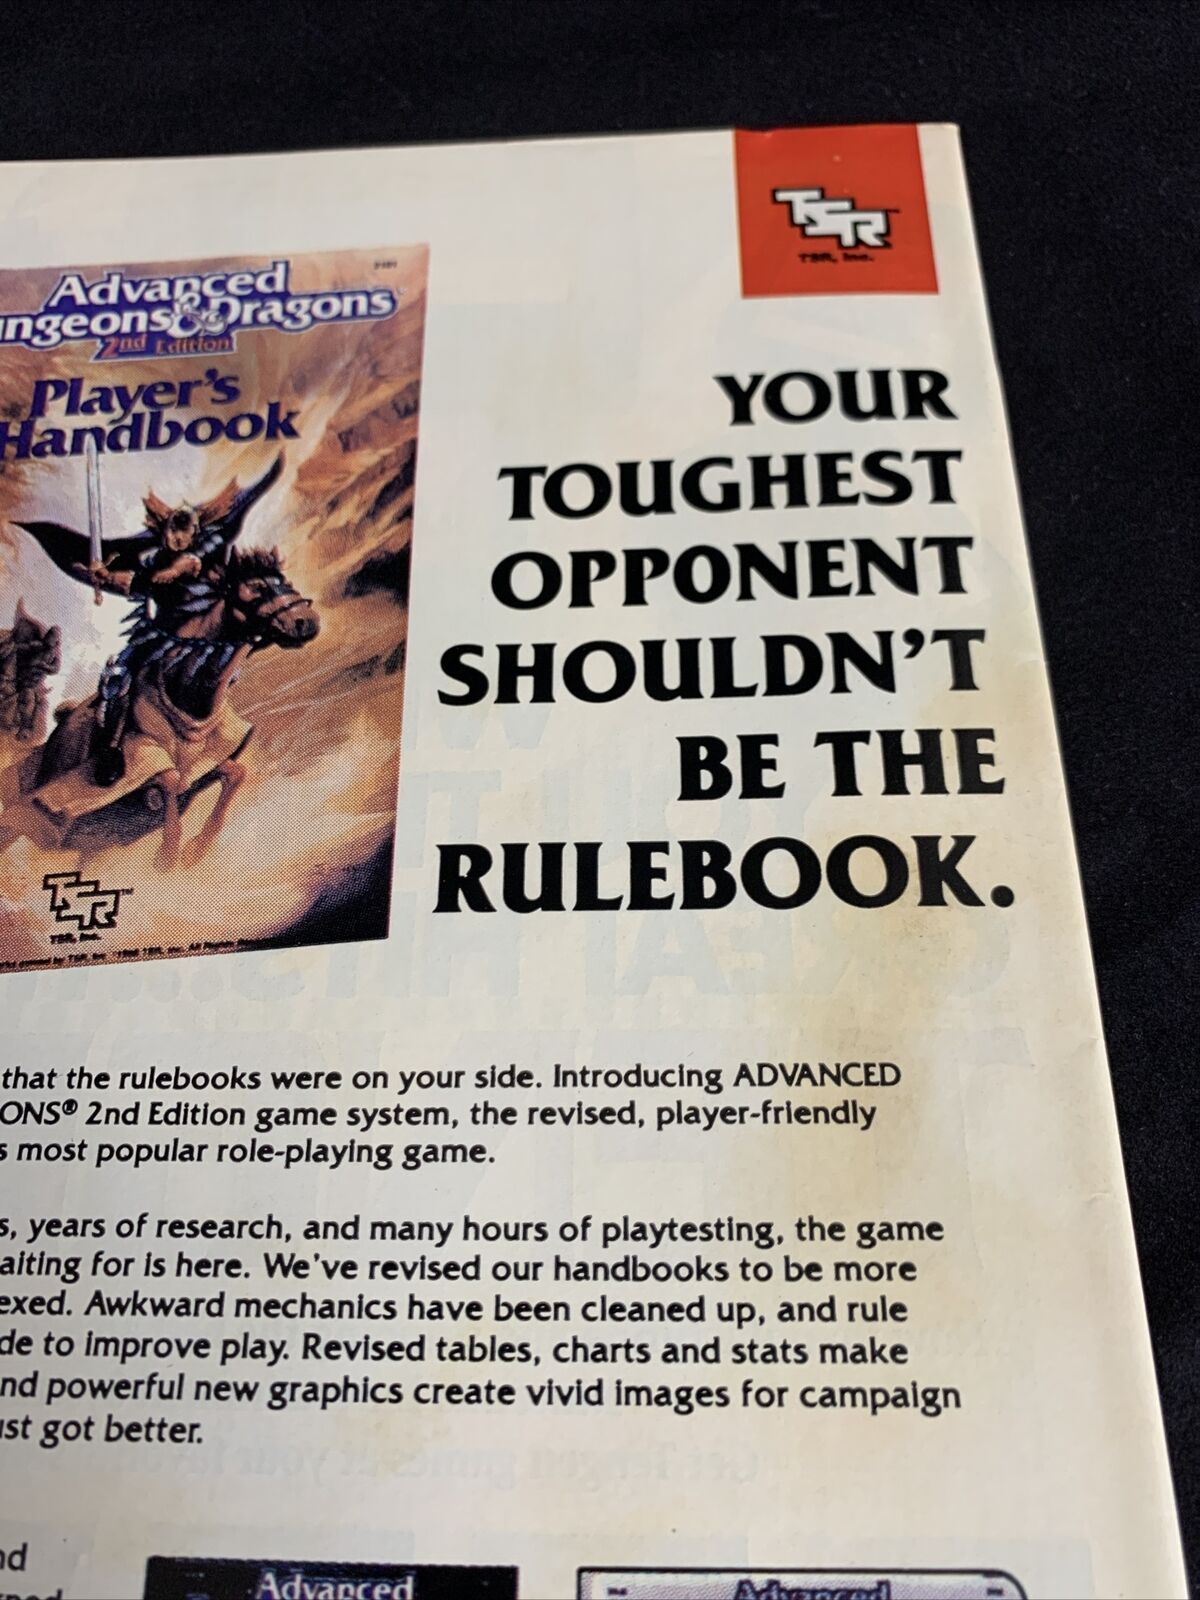 TSR
TSR, Inc.
Advanced
ungeons & Dragons
2nd Edition
Player's
Handbook
TSR
TSR, Inc.
YOUR
TOUGHEST
OPPONENT
SHOULDN'T
BE THE
RULEBOOK.
that the rulebooks were on your side. Introducing ADVANCED
ONS® 2nd Edition game system, the revised, player-friendly
s most popular role-playing game.
s, years of research, and many hours of playtesting, the game
aiting for is here. We've revised our handbooks to be more
exed. Awkward mechanics have been cleaned up, and rule
de to improve play. Revised tables, charts and stats make
nd powerful new graphics create vivid images for campaign
ust got better.
nd
Advanced
Advanced